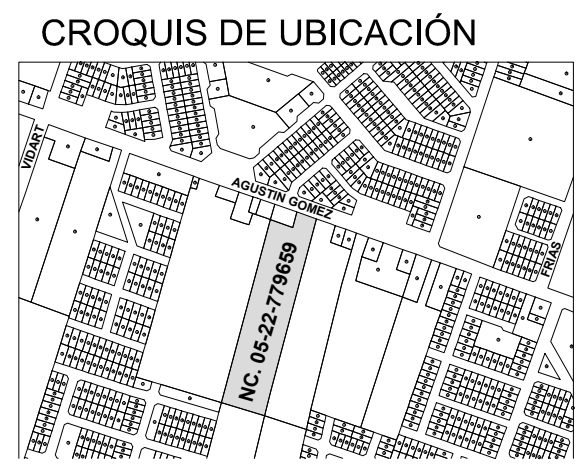 CROQUIS DE UBICACIÓN
VIDART
AGUSTIN GOMEZ
FRIAS
NC. 05-22-779659